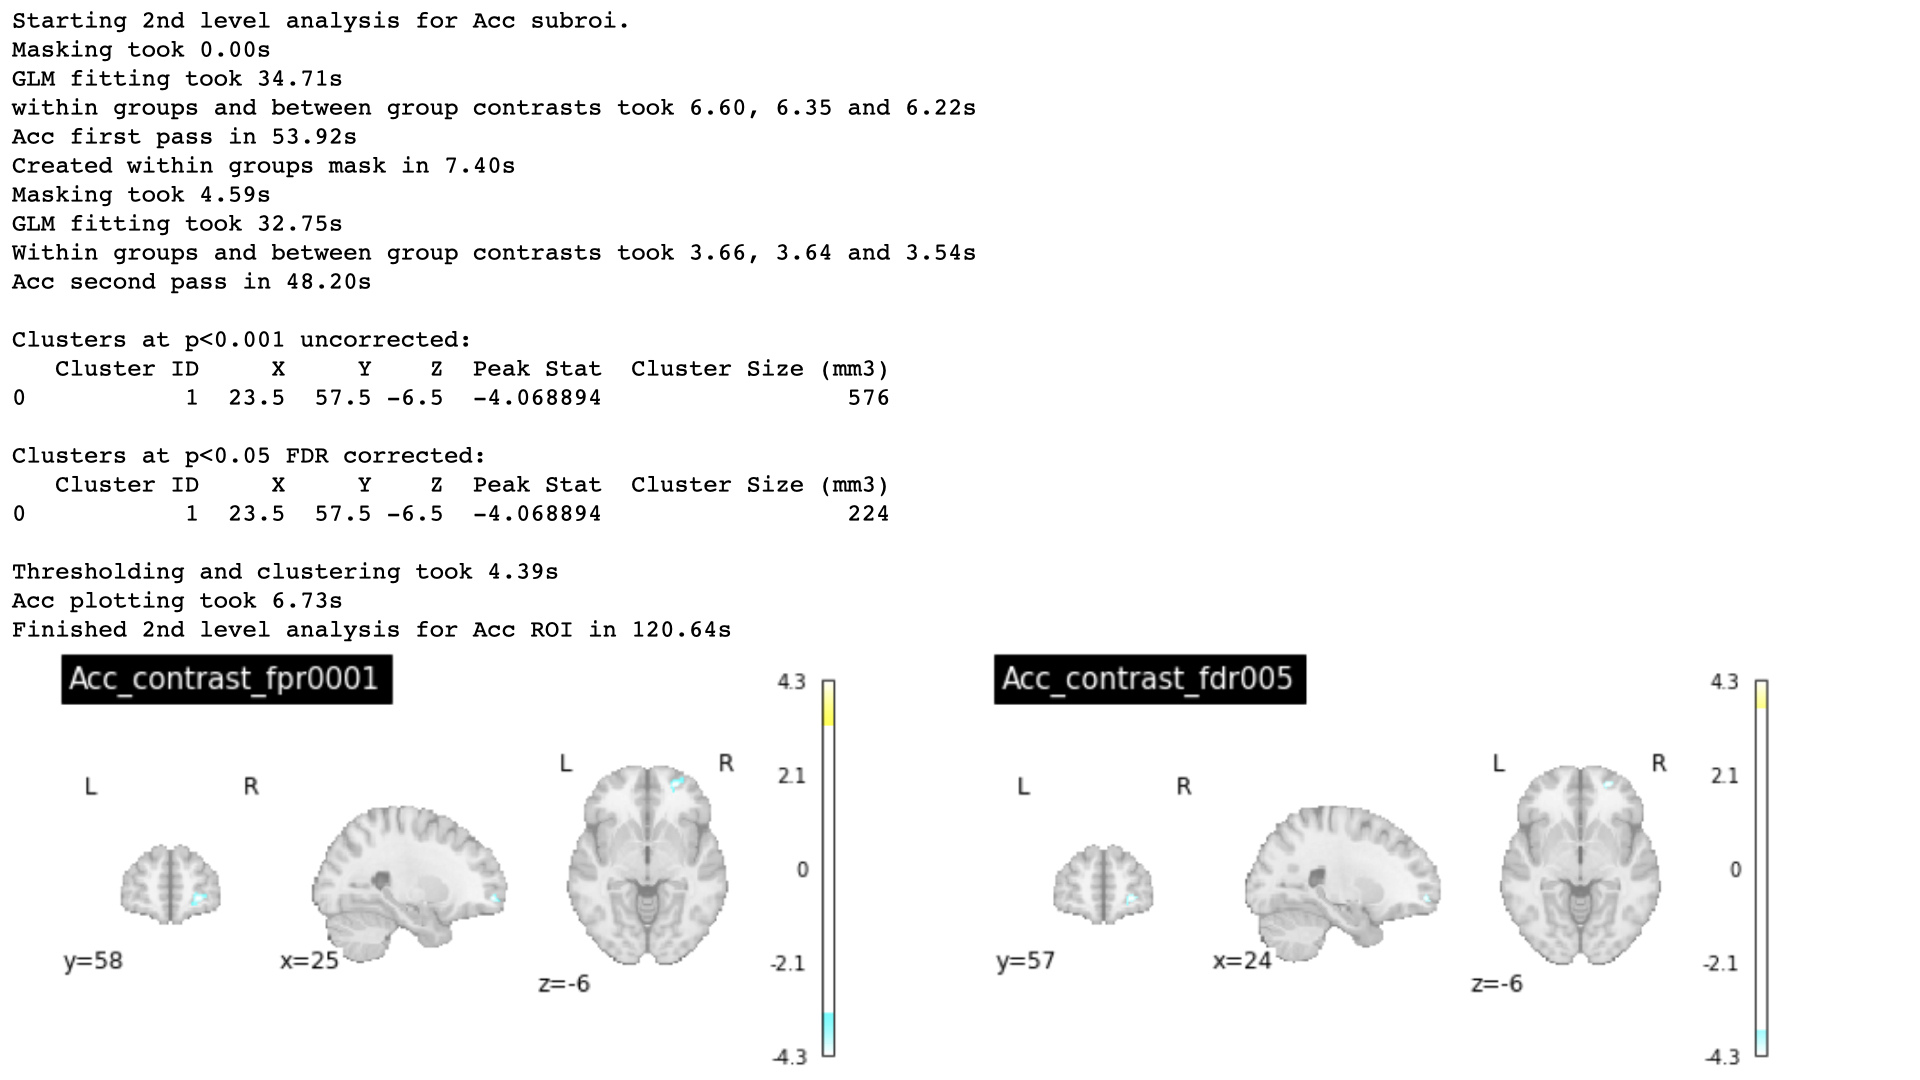 Starting 2nd level analysis for Acc subroi.
Masking took 0.00s
GLM fitting took 34.71s
within groups and between group contrasts took 6.60, 6.35 and 6.22s
Acc first pass in 53.92s
Created within groups mask in 7.40s
Masking took 4.59s
GLM fitting took 32.75s
Within groups and between group contrasts took 3.66, 3.64 and 3.54s
Acc second pass in 48.20s
Clusters at p<0.001 uncorrected:
Cluster ID X Y Z Peak Stat Cluster Size (mm3)
0 1 23.5 57.5 -6.5 -4.068894 576
Clusters at p<0.05 FDR corrected:
Cluster ID X Y Z Peak Stat Cluster Size (mm3)
0 1 23.5 57.5 -6.5 -4.068894 224
Thresholding and clustering took 4.39s
Acc plotting took 6.73s
Finished 2nd level analysis for Acc ROI in 120.64s
Acc_contrast_fpr0001
L R
L R
y=58
x=25
z=-6
4.3
2.1
0
-2.1
-4.3
Acc_contrast_fdr005
L R
L R
y=57
x=24
z=-6
4.3
2.1
0
-2.1
-4.3